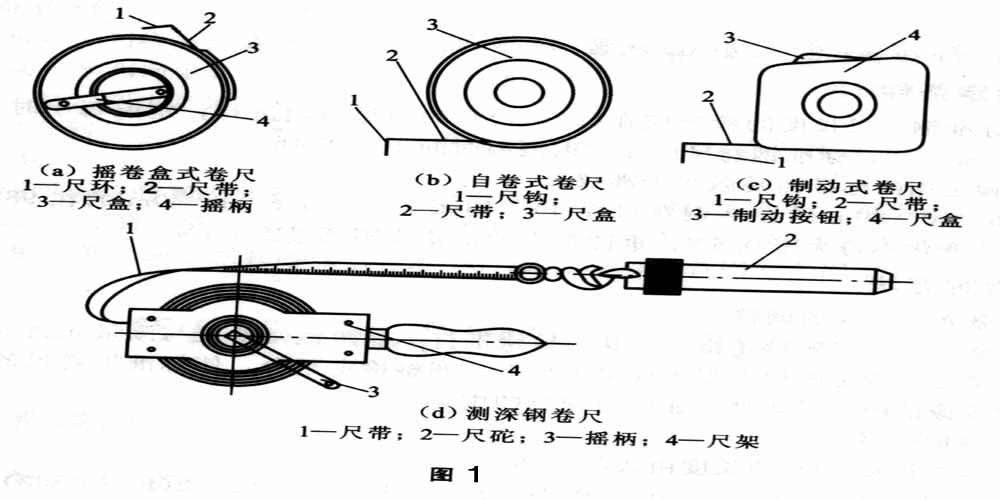 1 2 3 4
(a) 摇卷盒式卷尺
1—尺环; 2—尺带;
3—尺盒; 4—摇柄
3 2 1
(b) 自卷式卷尺
1—尺钩;
2—尺带; 3—尺盒
3 4 2 1
(c) 制动式卷尺
1—尺钩; 2—尺带;
3—制动按钮; 4—尺盒
1 2 3 4
(d) 测深钢卷尺
1—尺带; 2—尺砣; 3—摇柄; 4—尺架
图 1